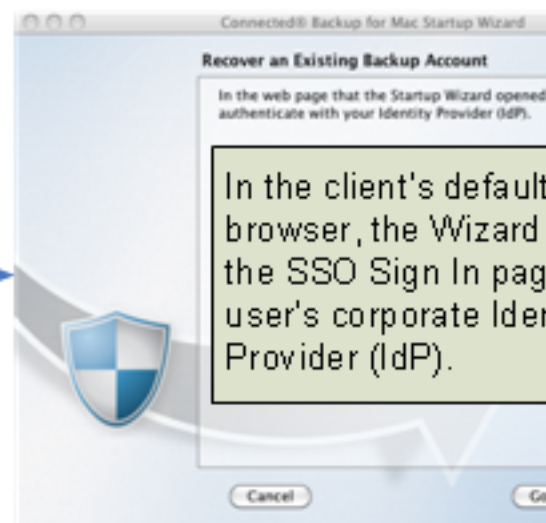 Connected® Backup for Mac Startup Wizard
Recover an Existing Backup Account
In the web page that the Startup Wizard opened
authenticate with your Identity Provider (IdP).
In the client's default
browser, the Wizard
the SSO Sign In pag
user's corporate Iden
Provider (IdP).
Cancel
Go